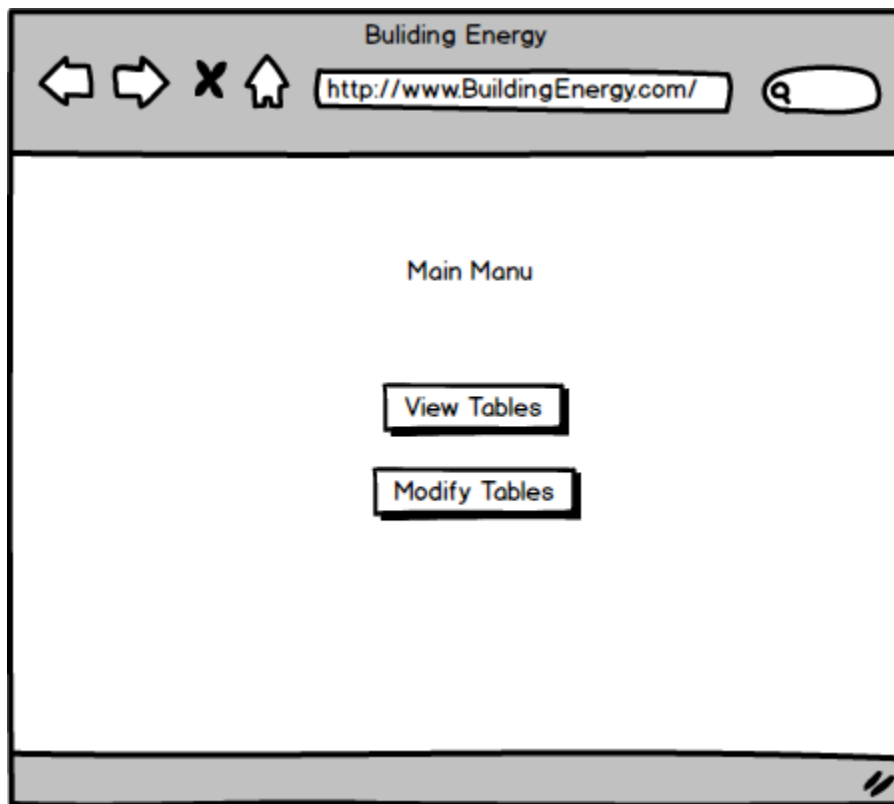 Buliding Energy
http://www.BuildingEnergy.com/
Main Manu
View Tables
Modify Tables